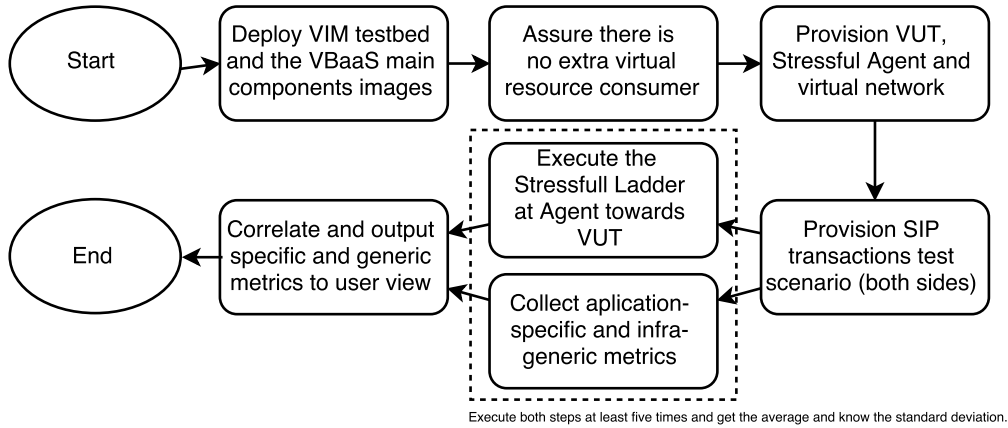 Start
Deploy VIM testbed
and the VBaaS main
components images
Assure there is
no extra virtual
resource consumer
Provision VUT,
Stressful Agent and
virtual network
Provision SIP
transactions test
scenario (both sides)
Execute the
Stressfull Ladder
at Agent towards
VUT
Collect aplication-
specific and infra-
generic metrics
Correlate and output
specific and generic
metrics to user view
End
Execute both steps at least five times and get the average and know the standard deviation.